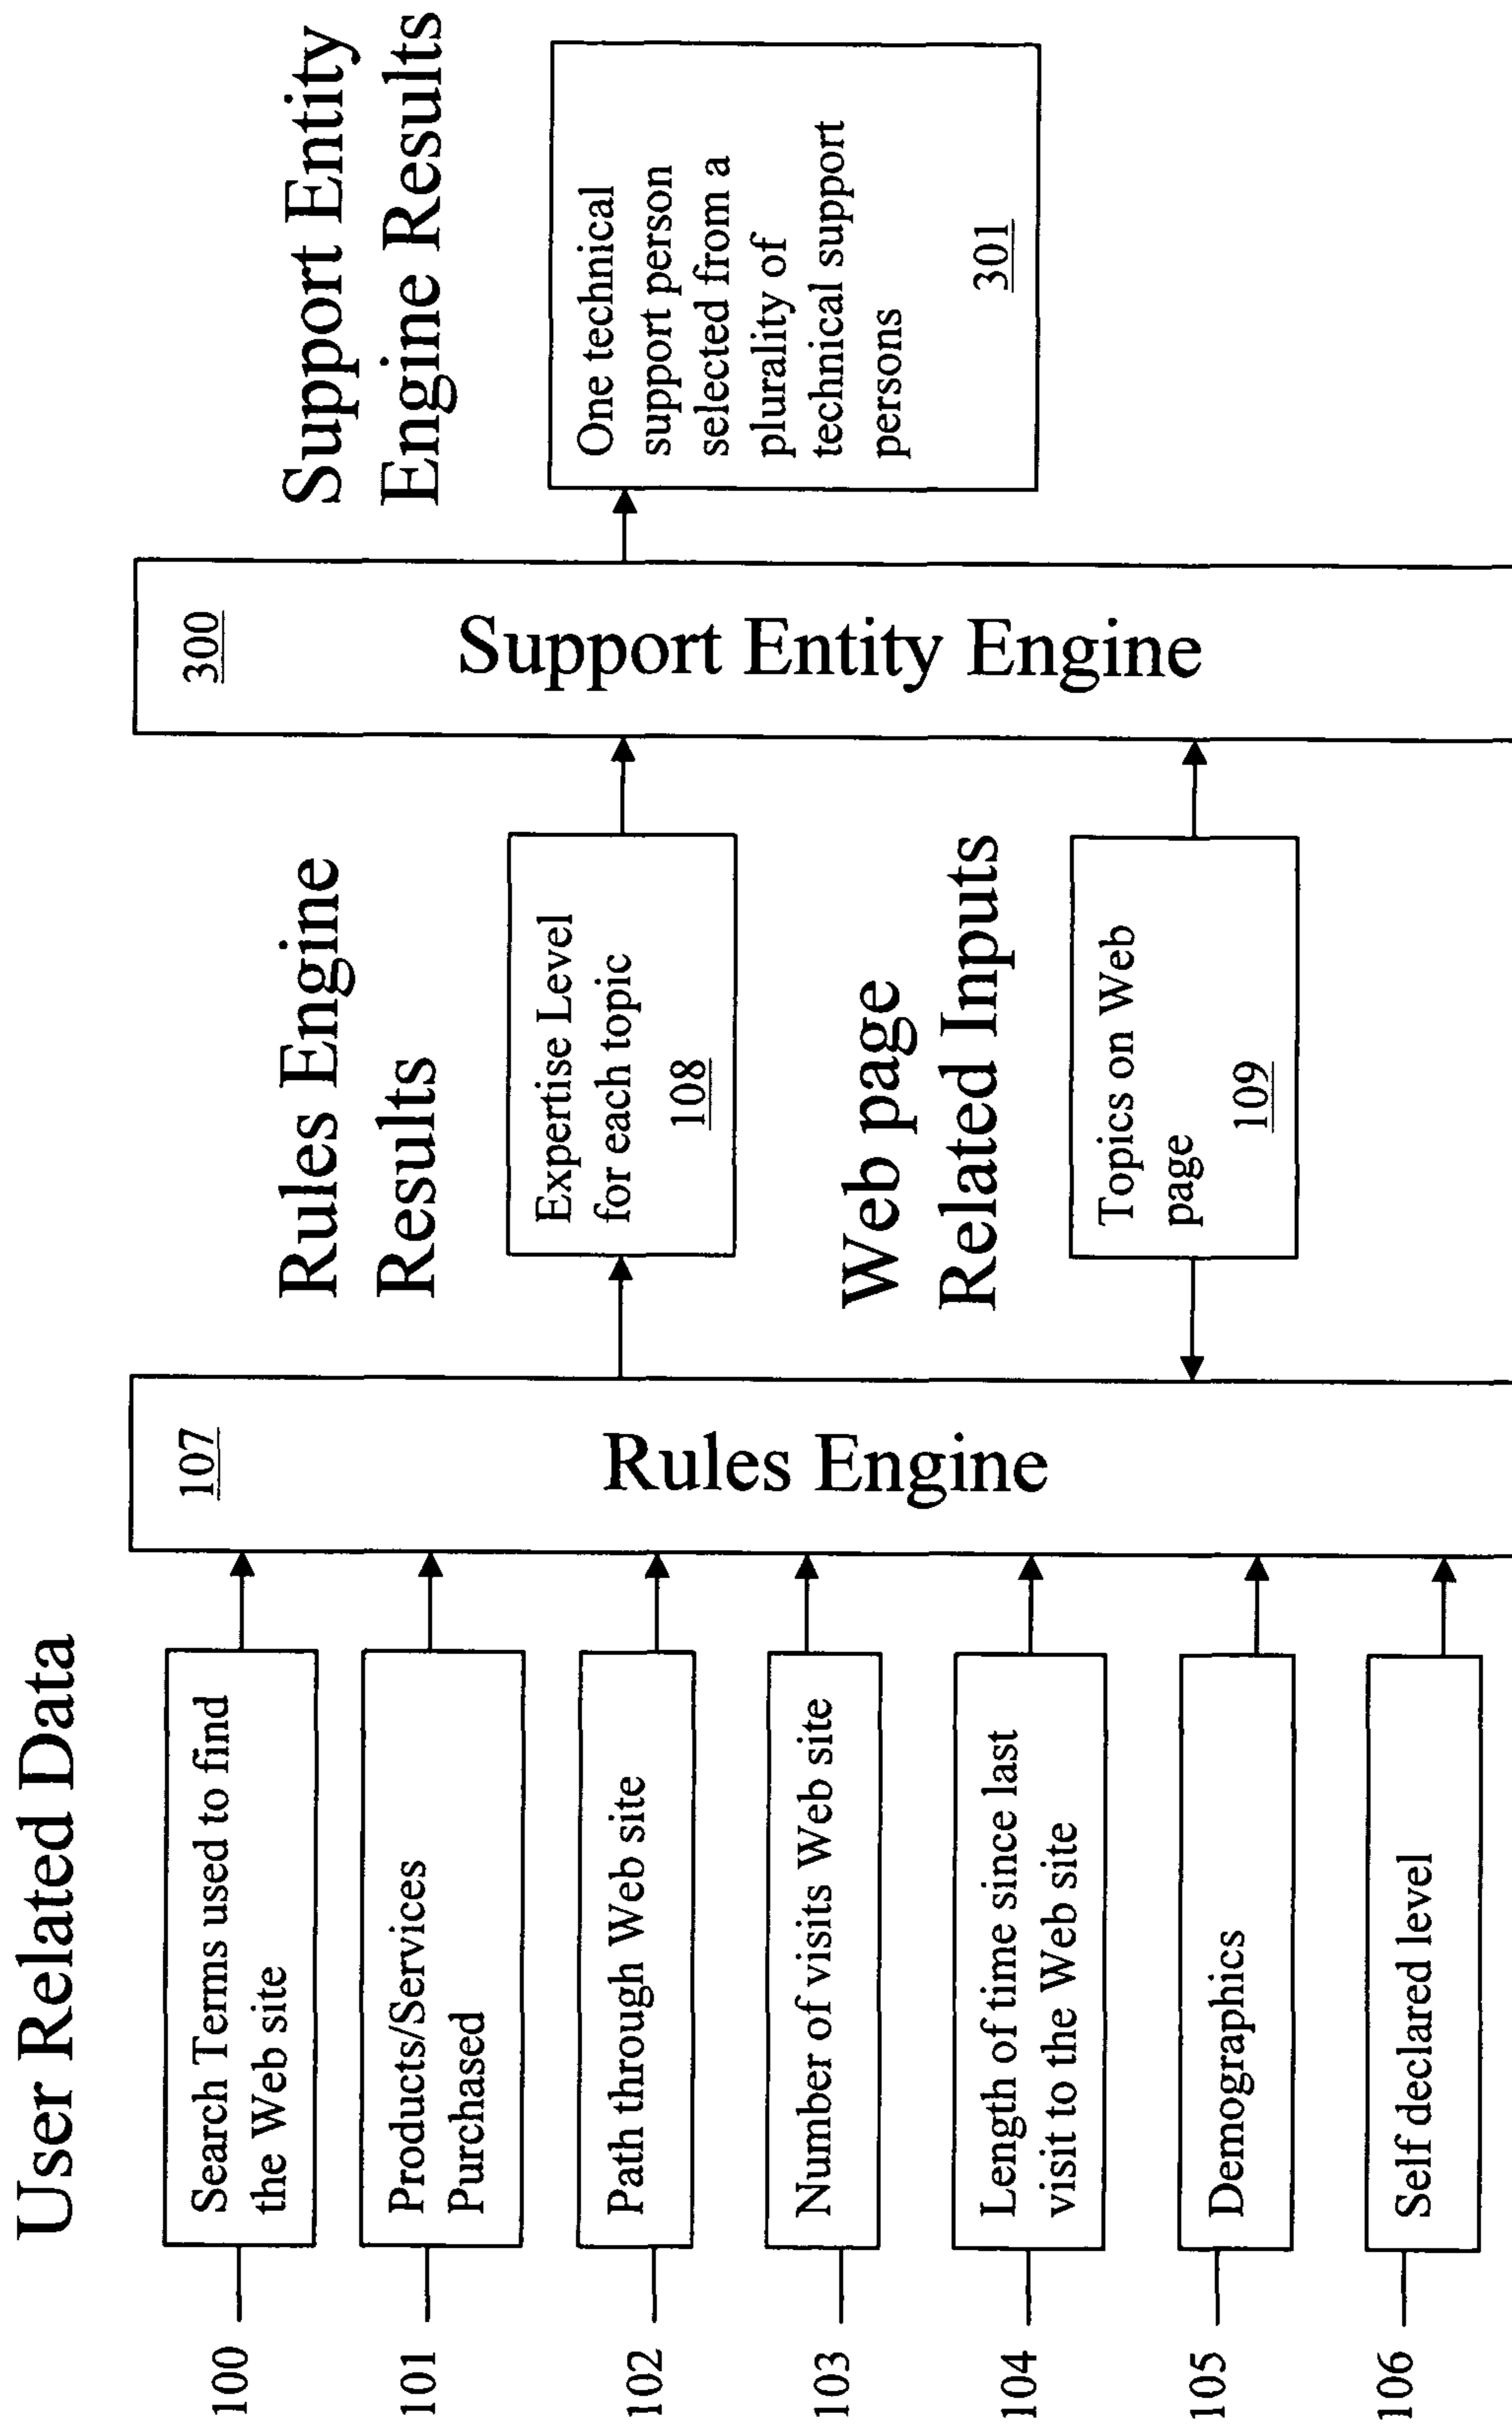 User Related Data
100
Search Terms used to find
the Web site
101
Products/Services
Purchased
102
Path through Web site
103
Number of visits Web site
104
Length of time since last
visit to the Web site
105
Demographics
106
Self declared level
107
Rules Engine
Rules Engine
Results
Expertise Level
for each topic
108
Web page
Related Inputs
Topics on Web
page
109
300
Support Entity Engine
Support Entity
Engine Results
One technical
support person
selected from a
plurality of
technical support
persons
301